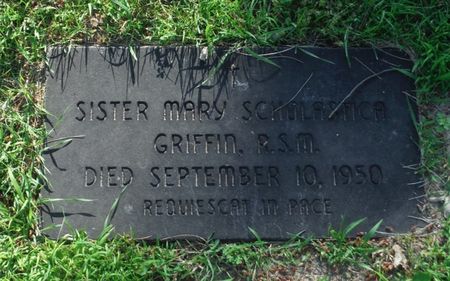 SISTER MARY SCHOLASTICA
GRIFFIN, R.S.M.
DIED SEPTEMBER 10, 1950
REQUIESCAT IN PACE